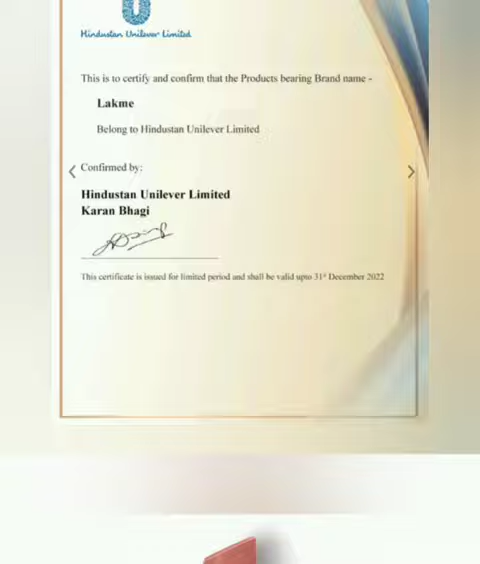 Hindustan Unilever Limited
This is to certify and confirm that the Products bearing Brand name -
Lakme
Belong to Hindustan Unilever Limited
Confirmed by:
Hindustan Unilever Limited
Karan Bhagi
This certificate is issued for limited period and shall be valid upto 31st December 2022